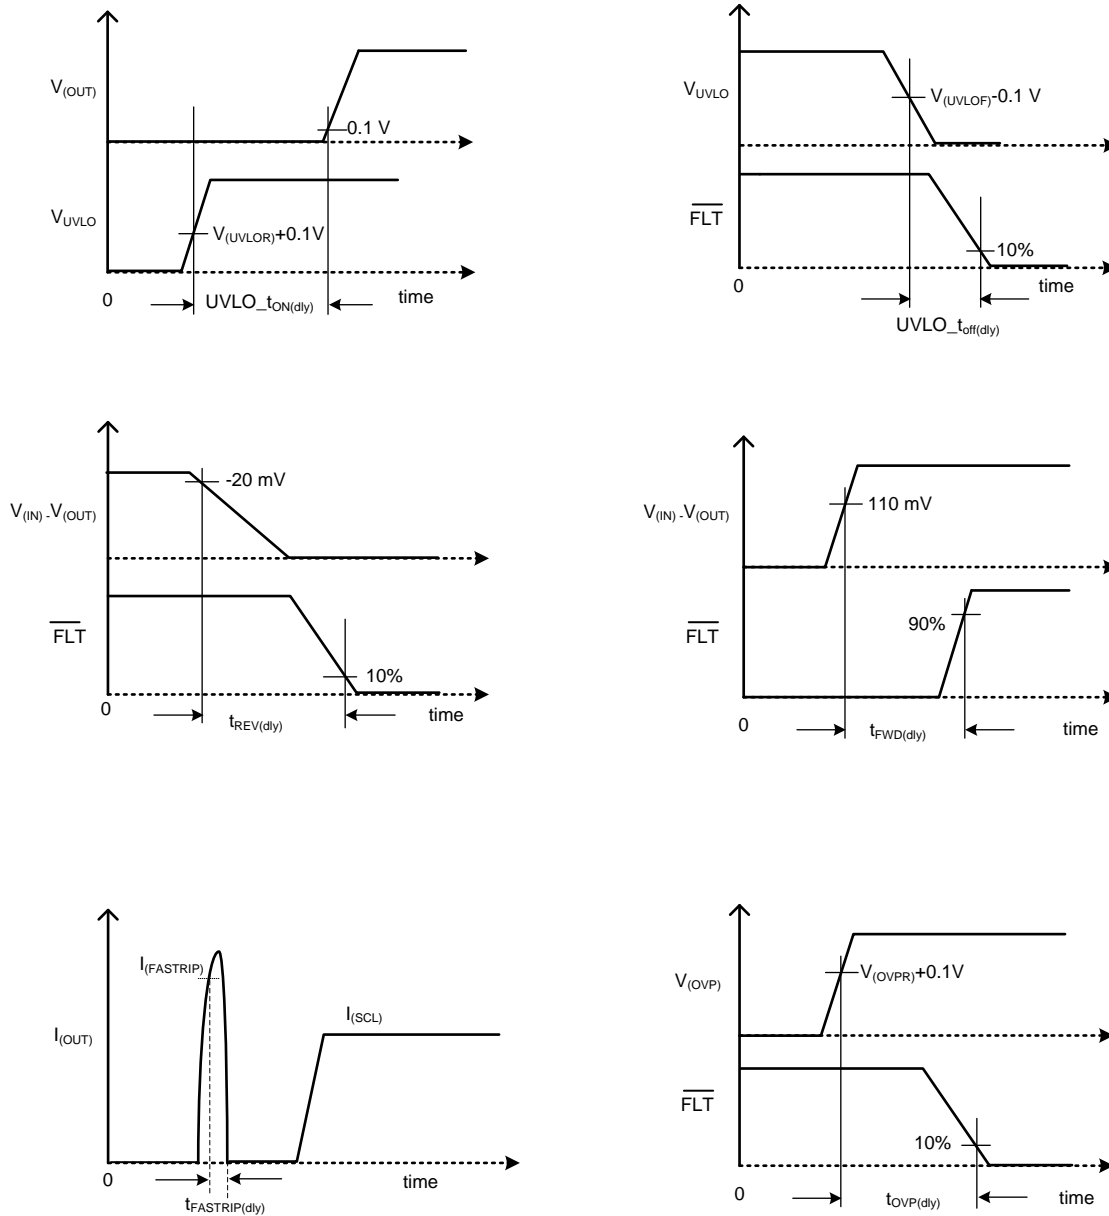 V(OUT)
0.1 V
VUVLO
V(UVLOR)+0.1V
0
UVLO_tON(dly)
time
VUVLO
V(UVLOF)-0.1 V
FLT
10%
0
time
UVLO_toff(dly)
V(IN) -V(OUT)
-20 mV
FLT
10%
0
tREV(dly)
time
V(IN) -V(OUT)
110 mV
FLT
90%
0
tFWD(dly)
time
I(FASTRIP)
I(OUT)
I(SCL)
0
time
tFASTRIP(dly)
V(OVP)
V(OVPR)+0.1V
FLT
10%
0
tOVP(dly)
time